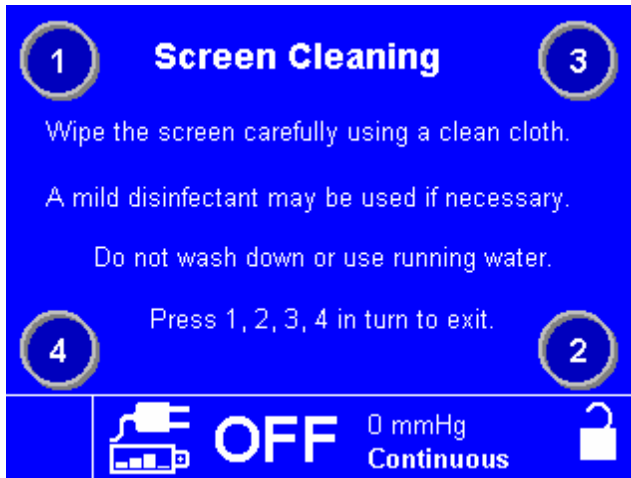 1 Screen Cleaning 3
Wipe the screen carefully using a clean cloth.
A mild disinfectant may be used if necessary.
Do not wash down or use running water.
Press 1, 2, 3, 4 in turn to exit.
4 2
OFF 0 mmHg
Continuous